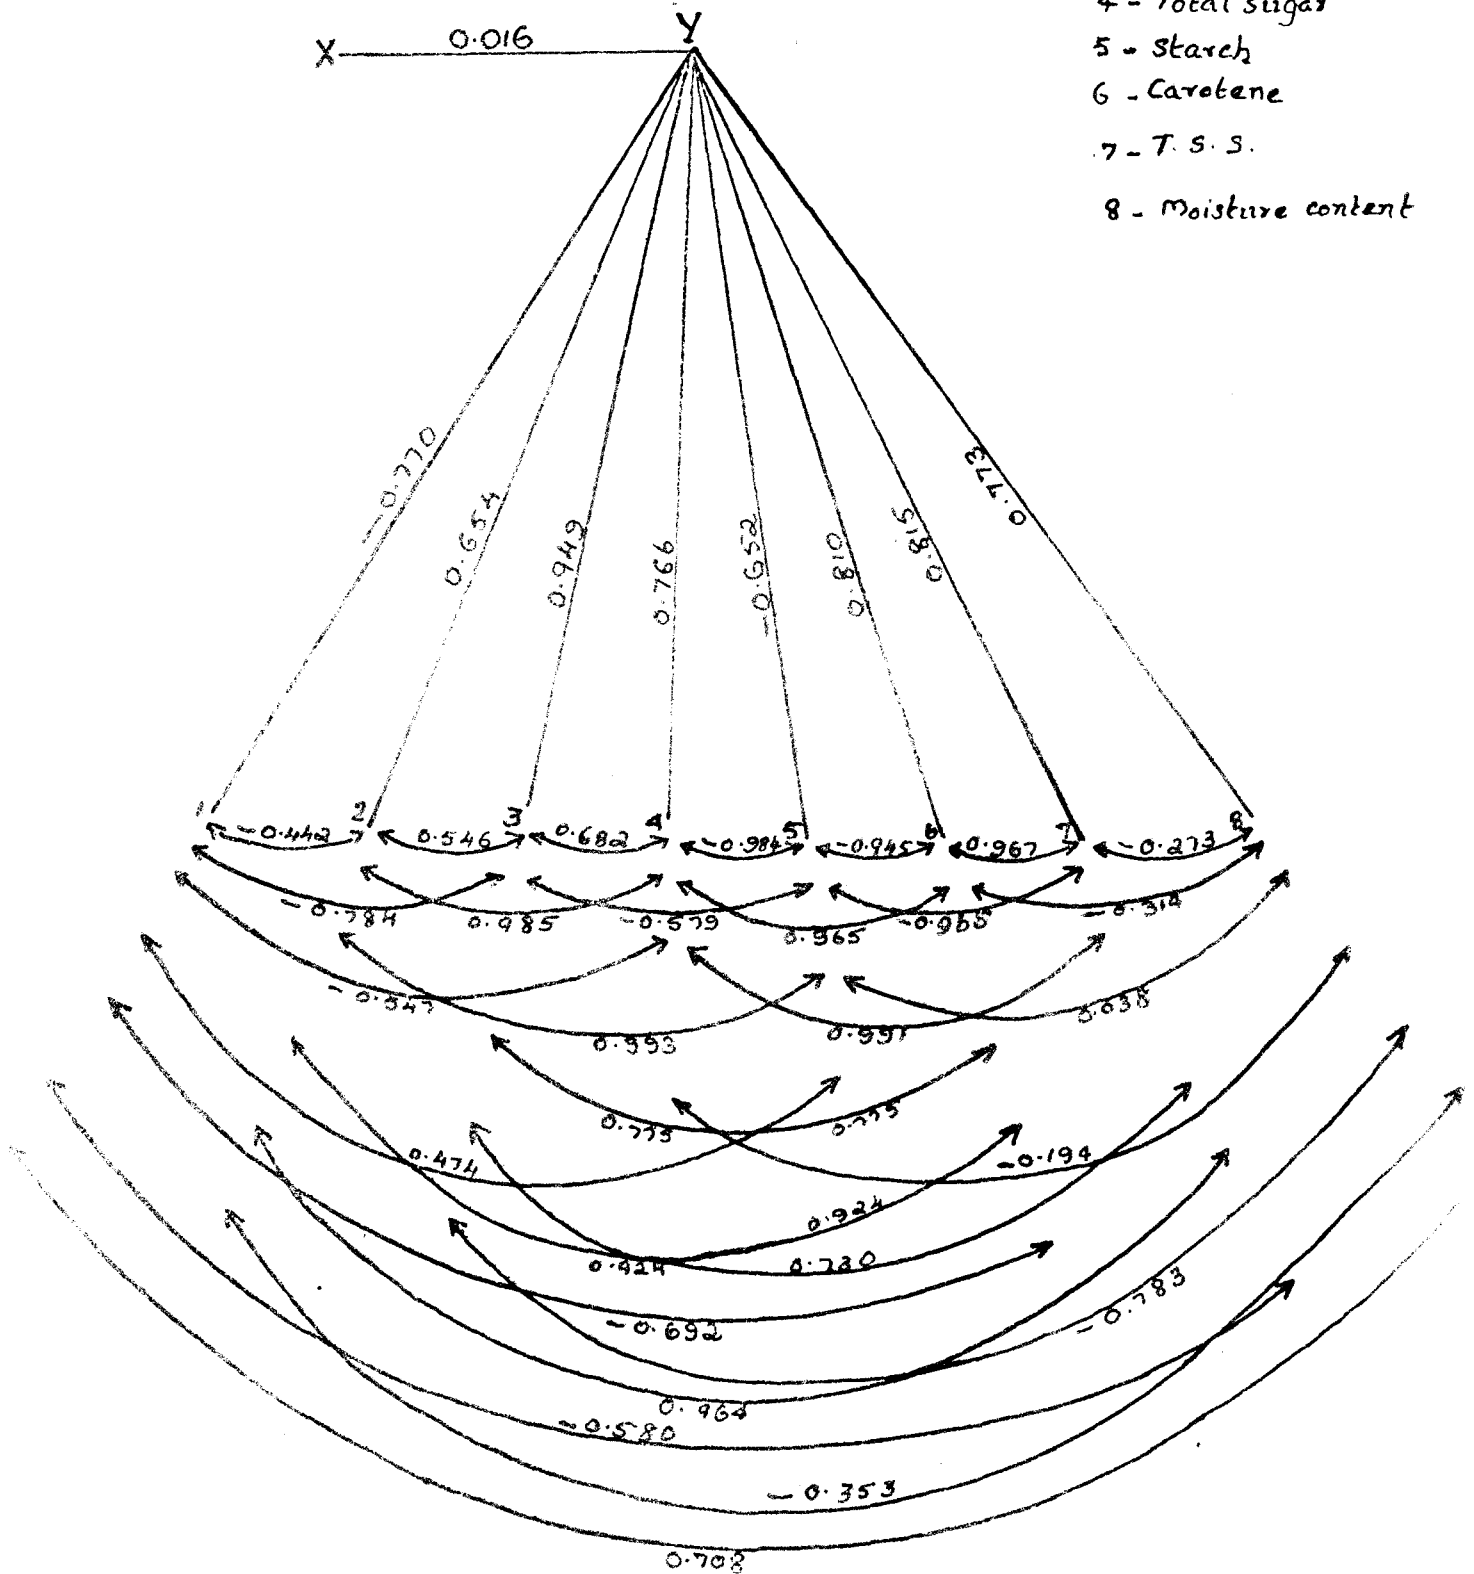 4 - Total Sugar
X 0.016 Y
5 - Starch
6 - Carotene
7 - T.S.S.
8 - Moisture content
-0.770
0.654
0.949
0.766
-0.652
0.810
0.815
0.773
1 2 3 4 5 6 7 8
-0.442 0.546 0.682 -0.984 -0.945 0.967 -0.273
-0.784 0.985 -0.579 0.965 -0.968 -0.314
-0.547 0.993 0.991 0.038
0.775 0.775
0.474 -0.194
0.924
0.924 0.730
-0.692 -0.783
0.964
-0.580
-0.353
0.708